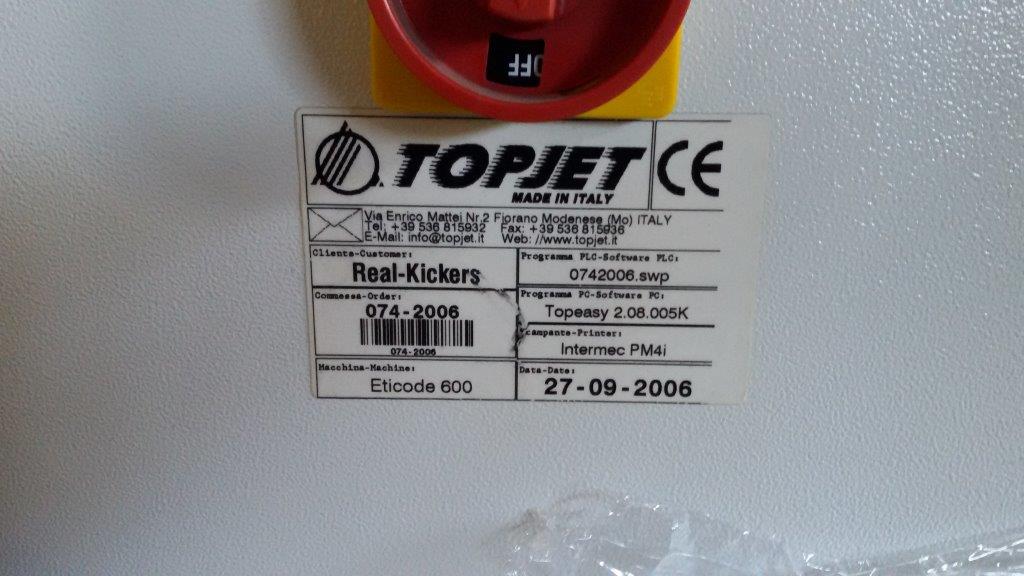 OFF
TOPJET
MADE IN ITALY
CE
Via Enrico Mattei Nr.2 Fiorano Modenese (Mo) ITALY
Tel: +39 536 815932 Fax: +39 536 815936
E-Mail: info@topjet.it Web: //www.topjet.it
Cliente-Customer:
Real-Kickers
Programma PLC-Software PLC:
0742006.swp
Commessa-Order:
074-2006
074-2006
Programma PC-Software PC:
Topeasy 2.08.005K
-Printer:
Intermec PM4i
Macchina-Machine:
Eticode 600
Data-Date:
27-09-2006